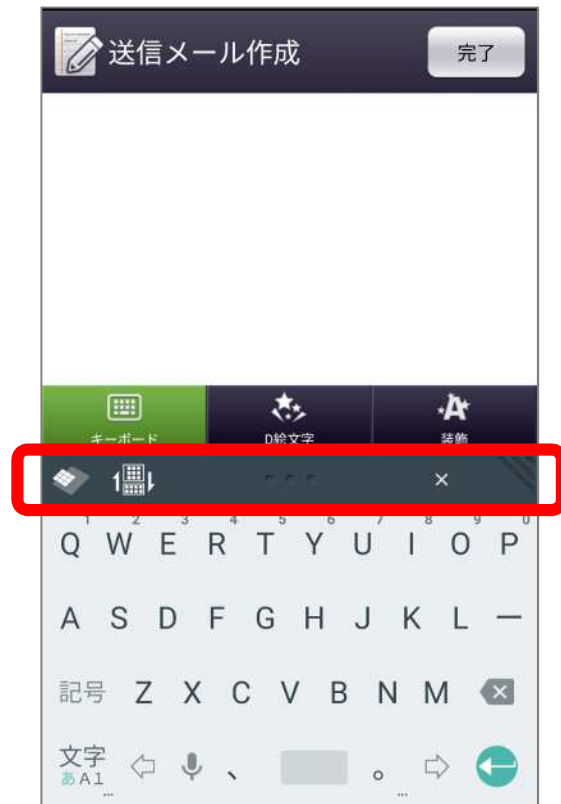 送信メール作成
完了
キーボード
D絵文字
装飾
×
1 2 3 4 5 6 7 8 9 0
Q W E R T Y U I O P
A S D F G H J K L ー
記号 Z X C V B N M
文字
あA1
、 。